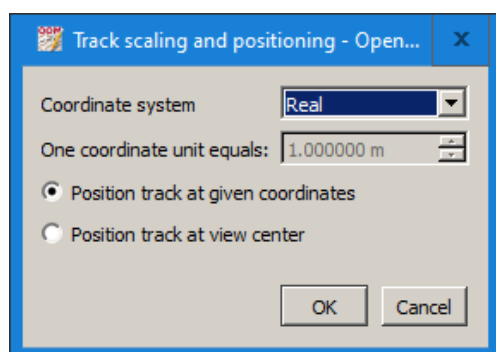 Track scaling and positioning - Open...
Coordinate system Real
One coordinate unit equals: 1.000000 m
Position track at given coordinates
Position track at view center
OK Cancel